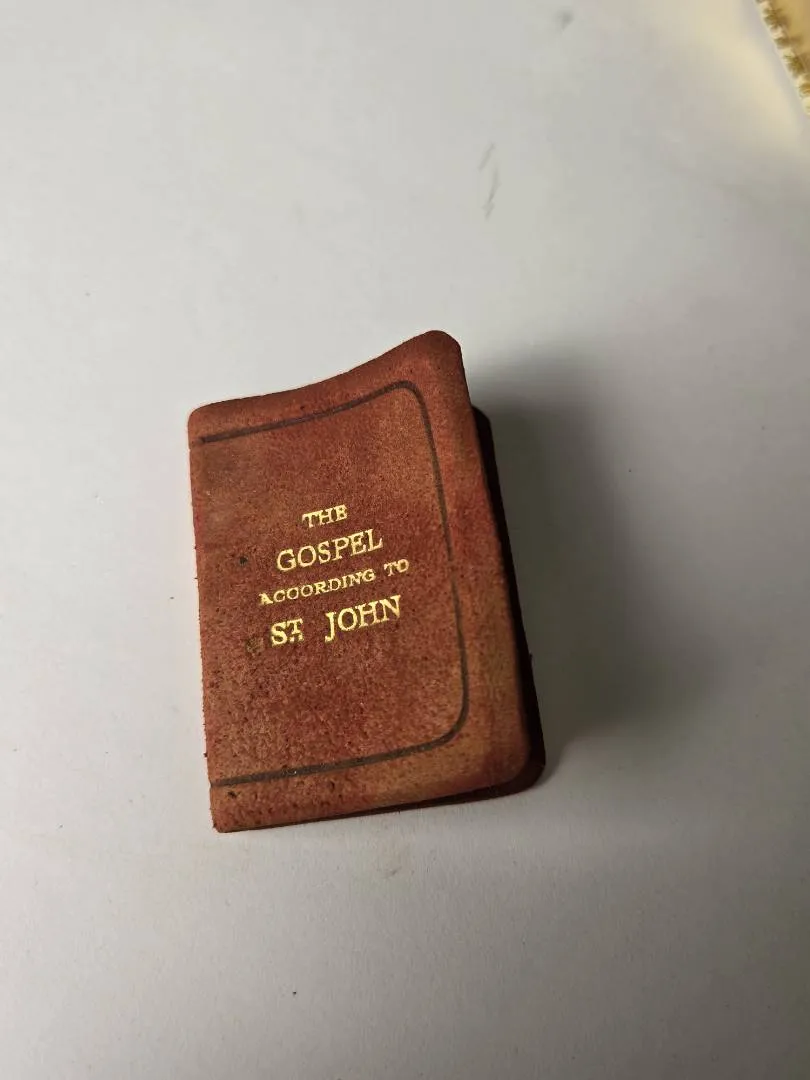 THE
GOSPEL
ACCORDING TO
ST JOHN